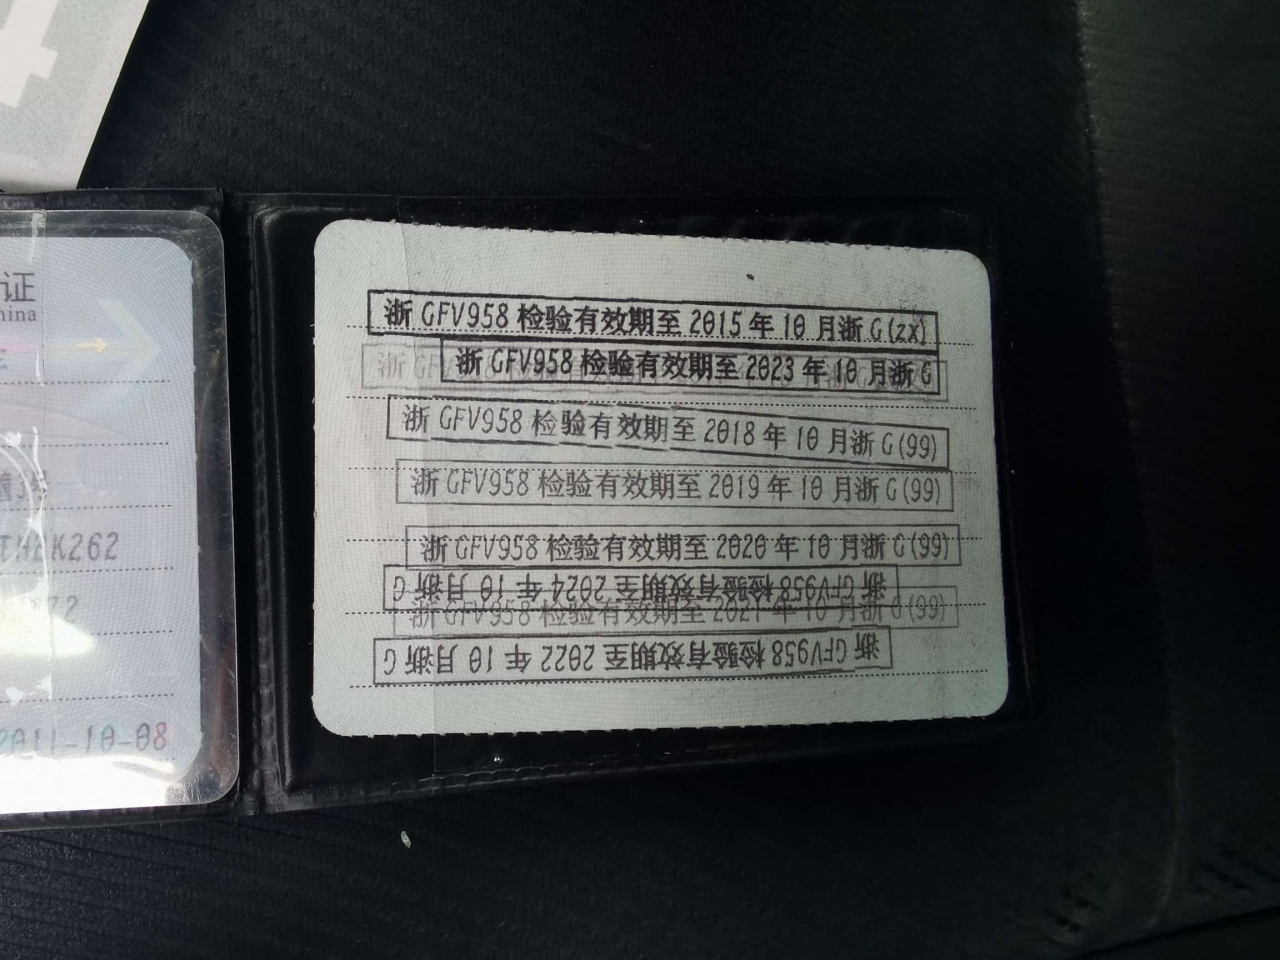 证
hina
K262
2011-10-08
浙 GFV958 检验有效期至 2015 年 10 月浙 G(zx)
浙 GFV958 检验有效期至 2023 年 10 月浙 G
浙 GFV958 检验有效期至 2018 年 10 月浙 G(99)
浙 GFV958 检验有效期至 2019 年 10 月浙 G(99)
浙 GFV958 检验有效期至 2020 年 10 月浙 G(99)
浙 GFV958 检验有效期至 2024 年 10 月浙 G
浙 GFV958 检验有效期至 2021 年 10 月浙 G(99)
浙 GFV958 检验有效期至 2022 年 10 月浙 G